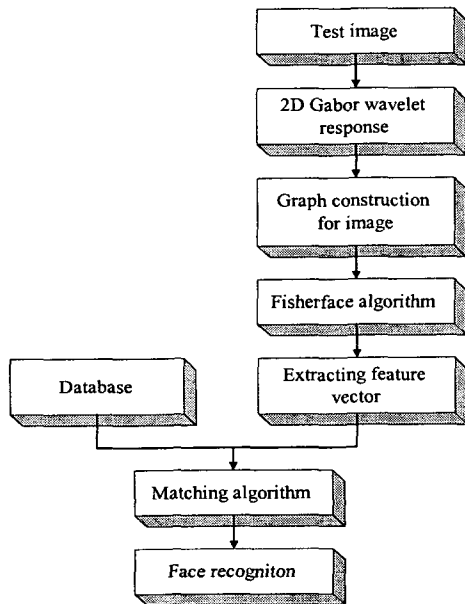 Test image
2D Gabor wavelet
response
Graph construction
for image
Fisherface algorithm
Database
Extracting feature
vector
Matching algorithm
Face recogniton